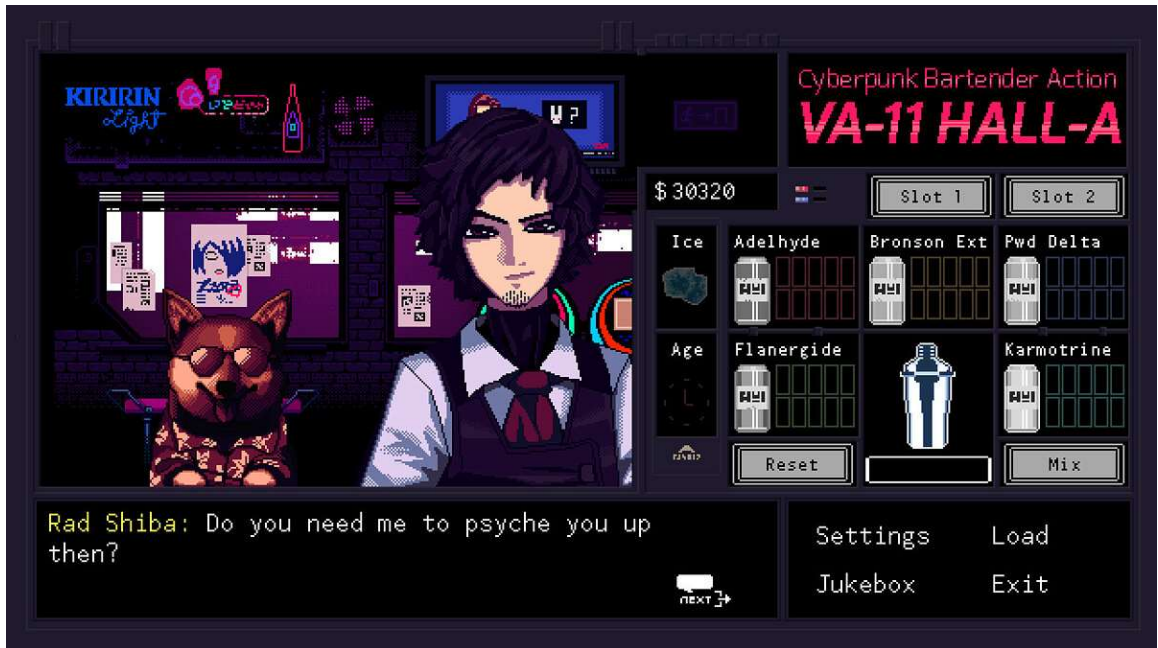 KIRIRIN
Light
V ?
Cyberpunk Bartender Action
VA-11 HALL-A
$ 30320
Slot 1
Slot 2
Ice
Adelhyde
Bronson Ext
Pwd Delta
Age
Flanergide
Karmotrine
Reset
Mix
Rad Shiba: Do you need me to psyche you up
then?
NEXT
Settings
Load
Jukebox
Exit